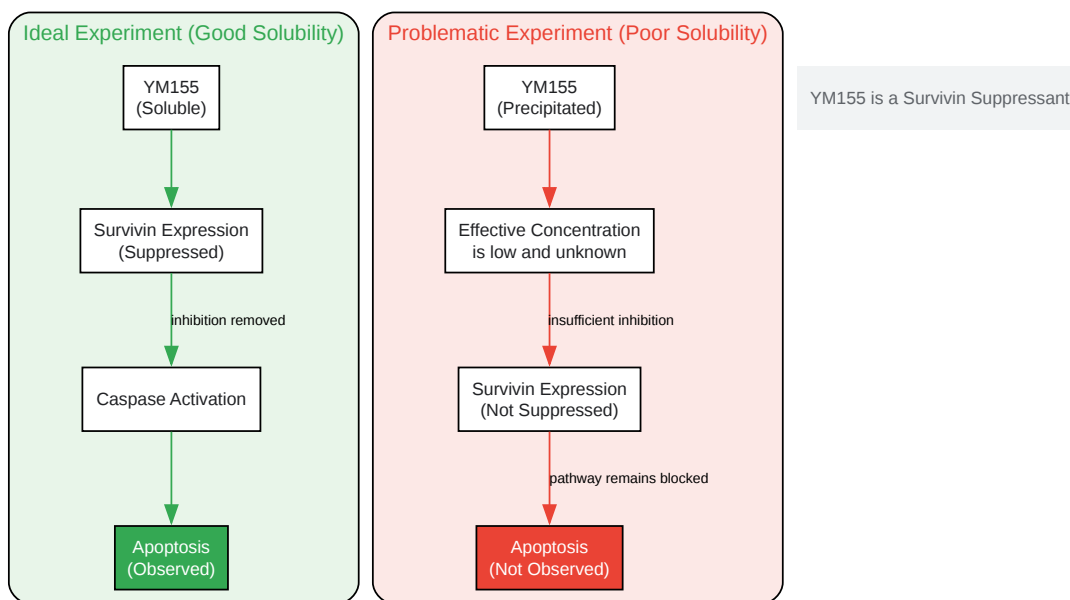 Ideal Experiment (Good Solubility)
YM155
(Soluble)
Survivin Expression
(Suppressed)
inhibition removed
Caspase Activation
Apoptosis
(Observed)
Problematic Experiment (Poor Solubility)
YM155
(Precipitated)
Effective Concentration
is low and unknown
insufficient inhibition
Survivin Expression
(Not Suppressed)
pathway remains blocked
Apoptosis
(Not Observed)
YM155 is a Survivin Suppressant